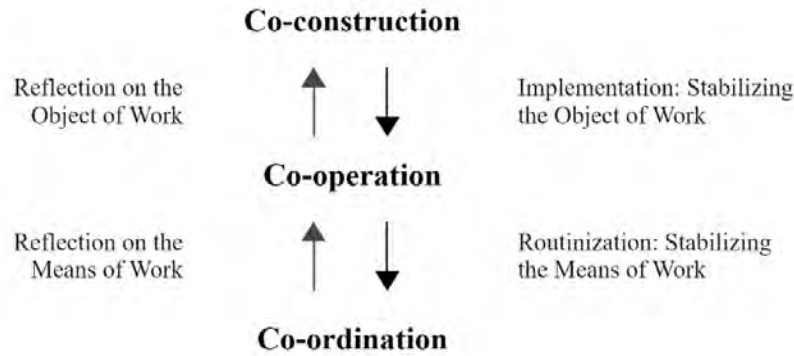 Co-construction
Reflection on the
Object of Work
Implementation: Stabilizing
the Object of Work
Co-operation
Reflection on the
Means of Work
Routinization: Stabilizing
the Means of Work
Co-ordination